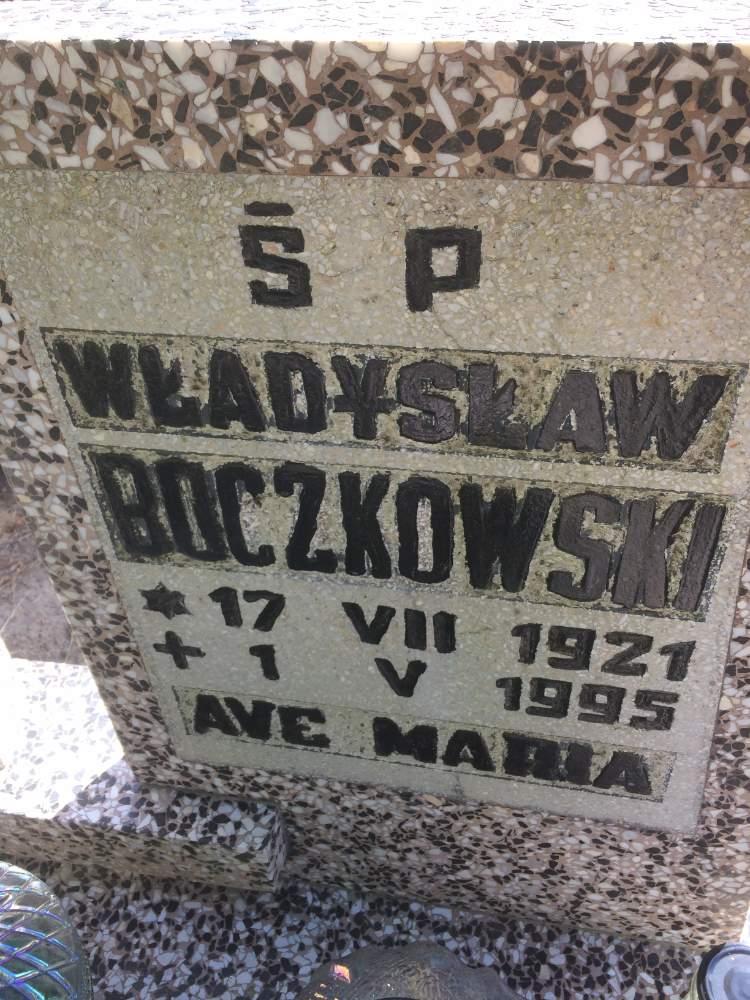 Ś P
WŁADYSŁAW
BOCZKOWSKI
* 17 VII 1921
+ 1 V 1995
AVE MARIA